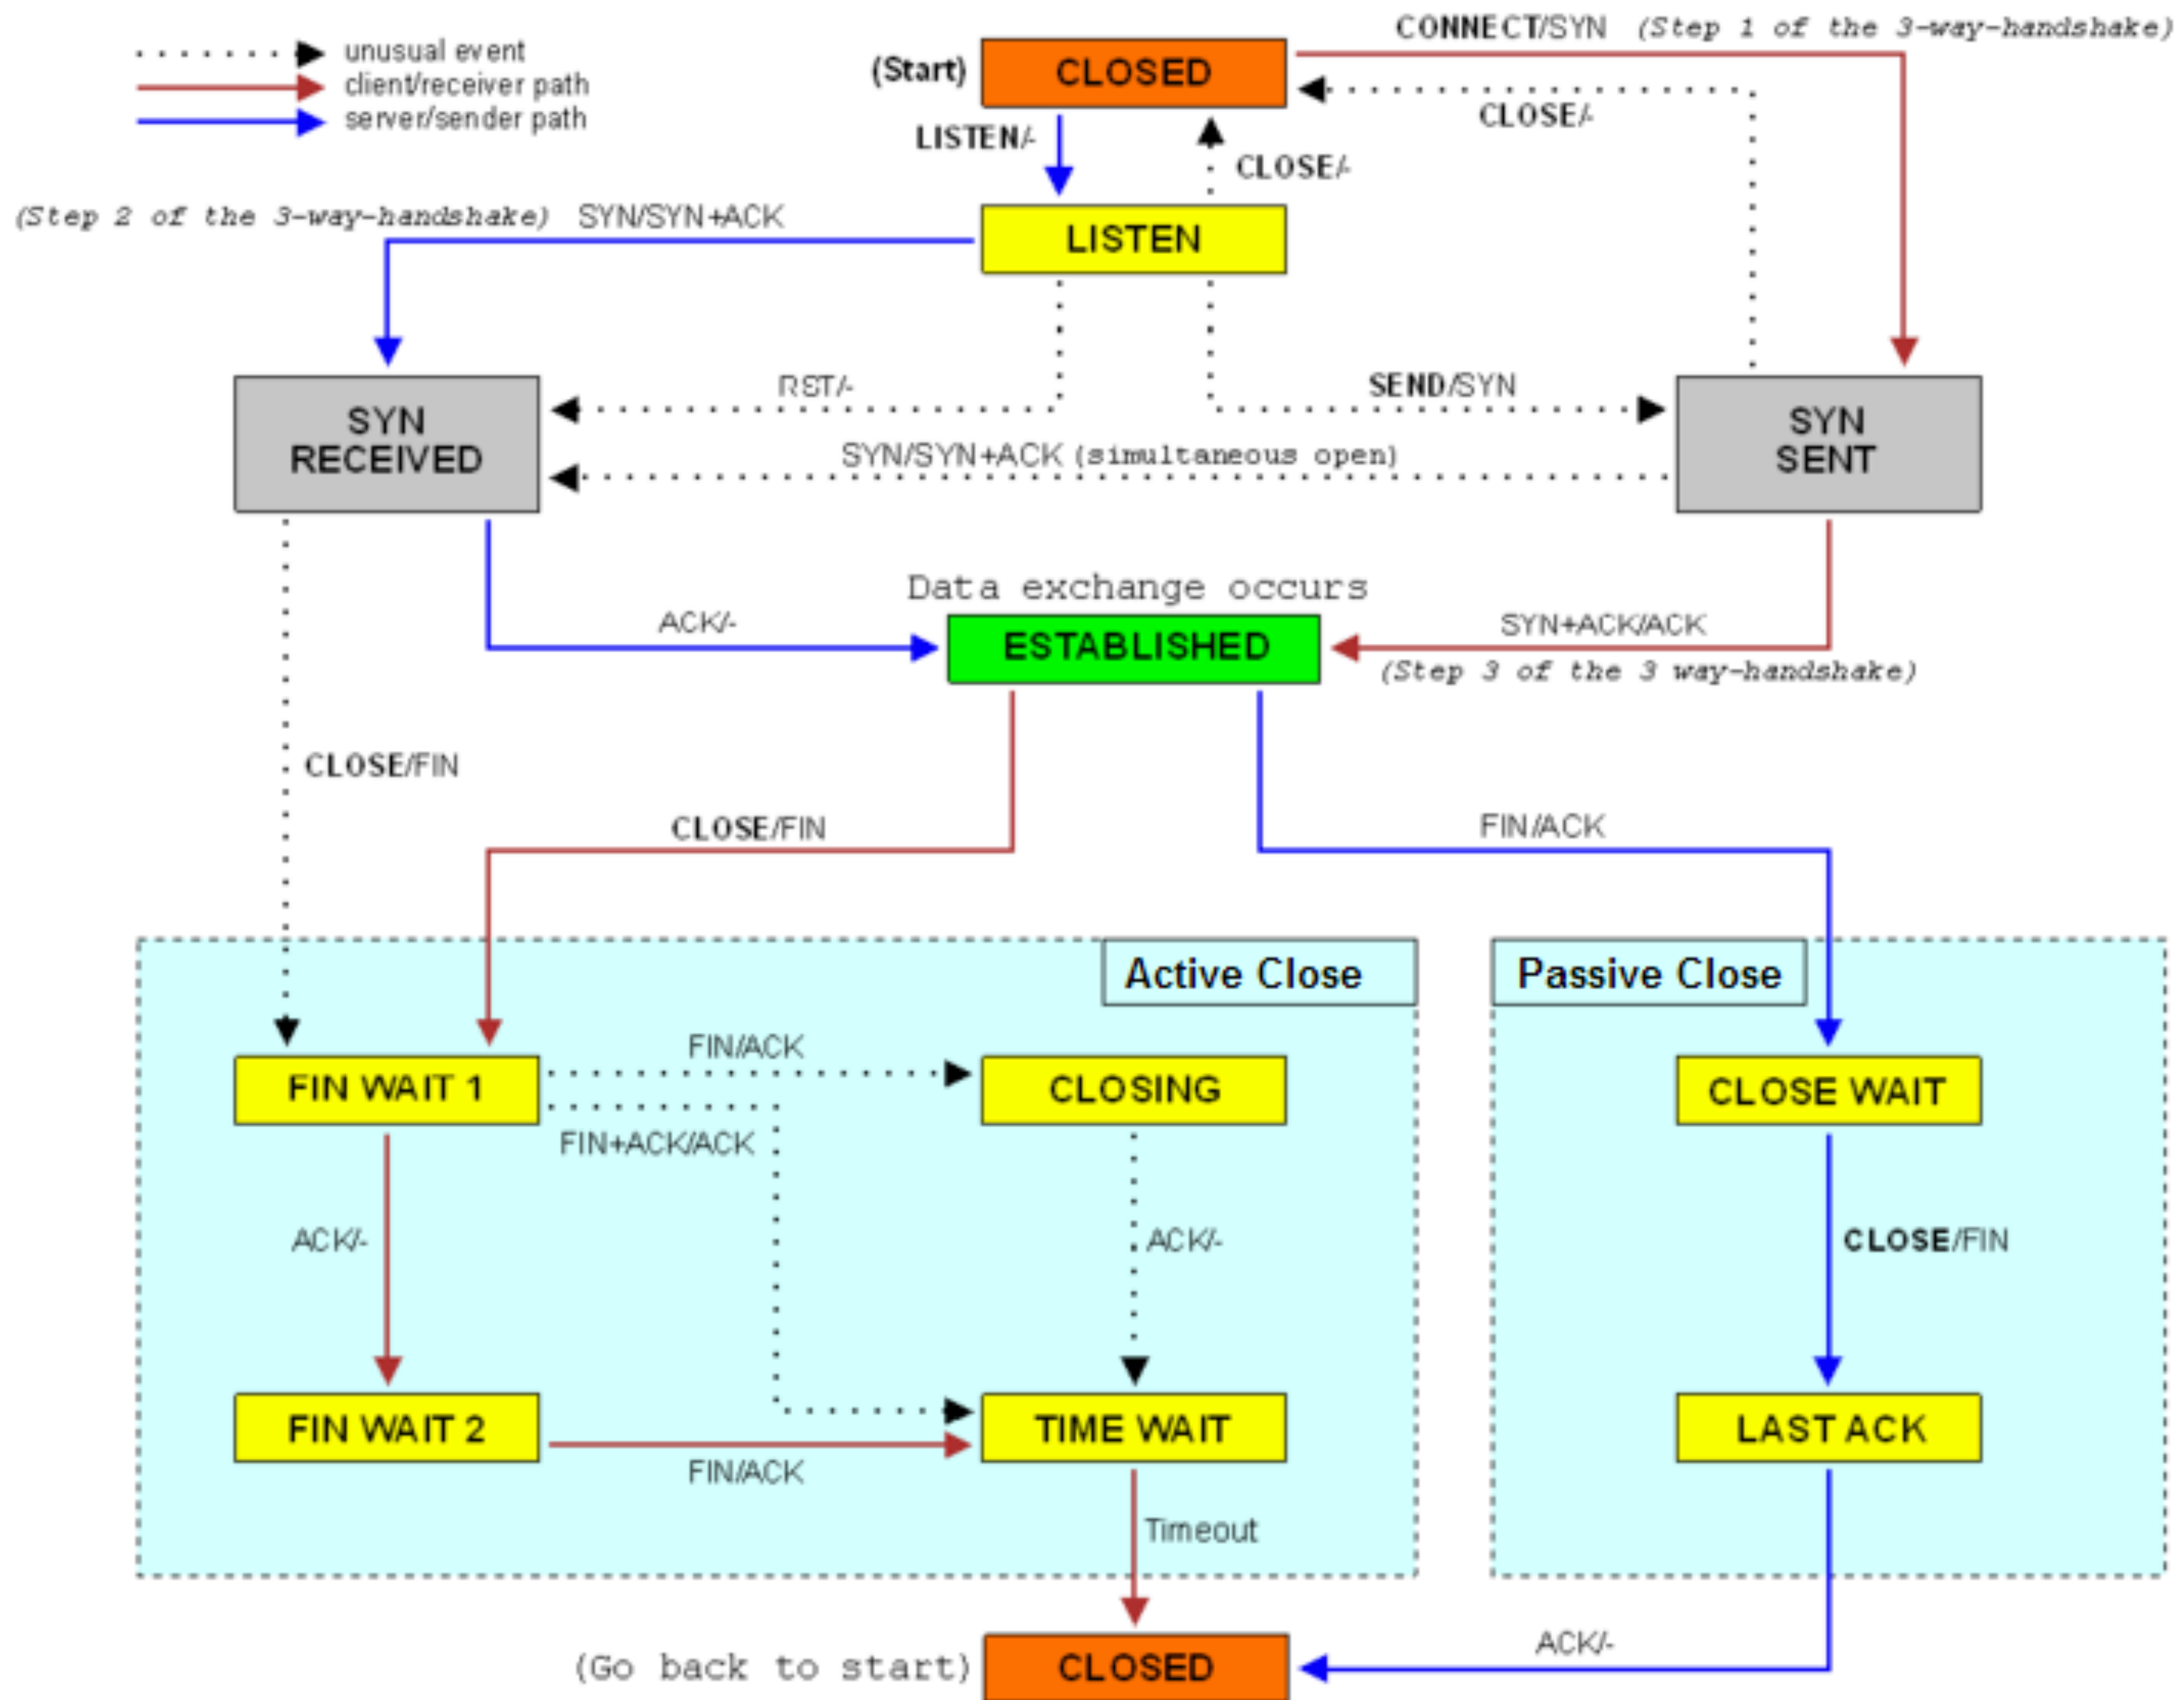 CONNECT/SYN (Step 1 of the 3-way-handshake)
unusual event
client/receiver path
server/sender path
(Start)
CLOSED
CLOSE/-
LISTEN/-
CLOSE/-
(Step 2 of the 3-way-handshake) SYN/SYN+ACK
LISTEN
RST/-
SEND/SYN
SYN
RECEIVED
SYN
SENT
SYN/SYN+ACK (simultaneous open)
Data exchange occurs
ACK/-
ESTABLISHED
SYN+ACK/ACK
(Step 3 of the 3 way-handshake)
CLOSE/FIN
CLOSE/FIN
FIN/ACK
Active Close
Passive Close
FIN WAIT 1
FIN/ACK
CLOSING
CLOSE WAIT
FIN+ACK/ACK
ACK/-
ACK/-
CLOSE/FIN
FIN WAIT 2
FIN/ACK
TIME WAIT
LAST ACK
Timeout
(Go back to start)
CLOSED
ACK/-